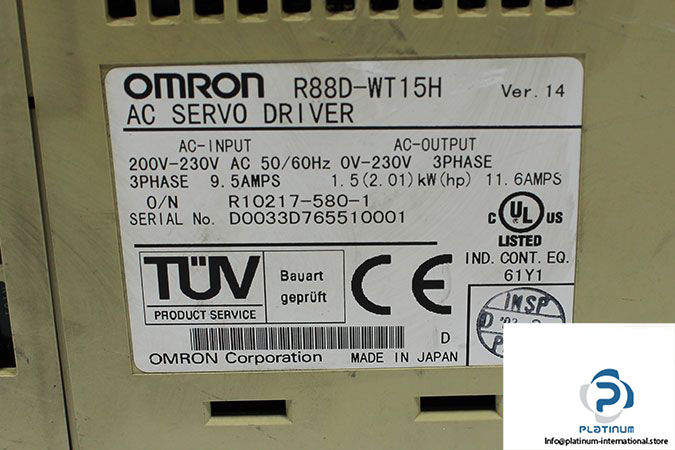 OMRON R88D-WT15H Ver. 14
AC SERVO DRIVER
AC-INPUT AC-OUTPUT
200V-230V AC 50/60Hz 0V-230V 3PHASE
3PHASE 9.5AMPS 1.5(2.01)kW(hp) 11.6AMPS
O/N R10217-580-1
SERIAL No. D0033D765510001
C UL US
LISTED
IND. CONT. EQ.
61Y1
TÜV
PRODUCT SERVICE
Bauart
geprüft
CE
INSP
D
OMRON Corporation MADE IN JAPAN
PLATINUM
Info@platinum-international.store